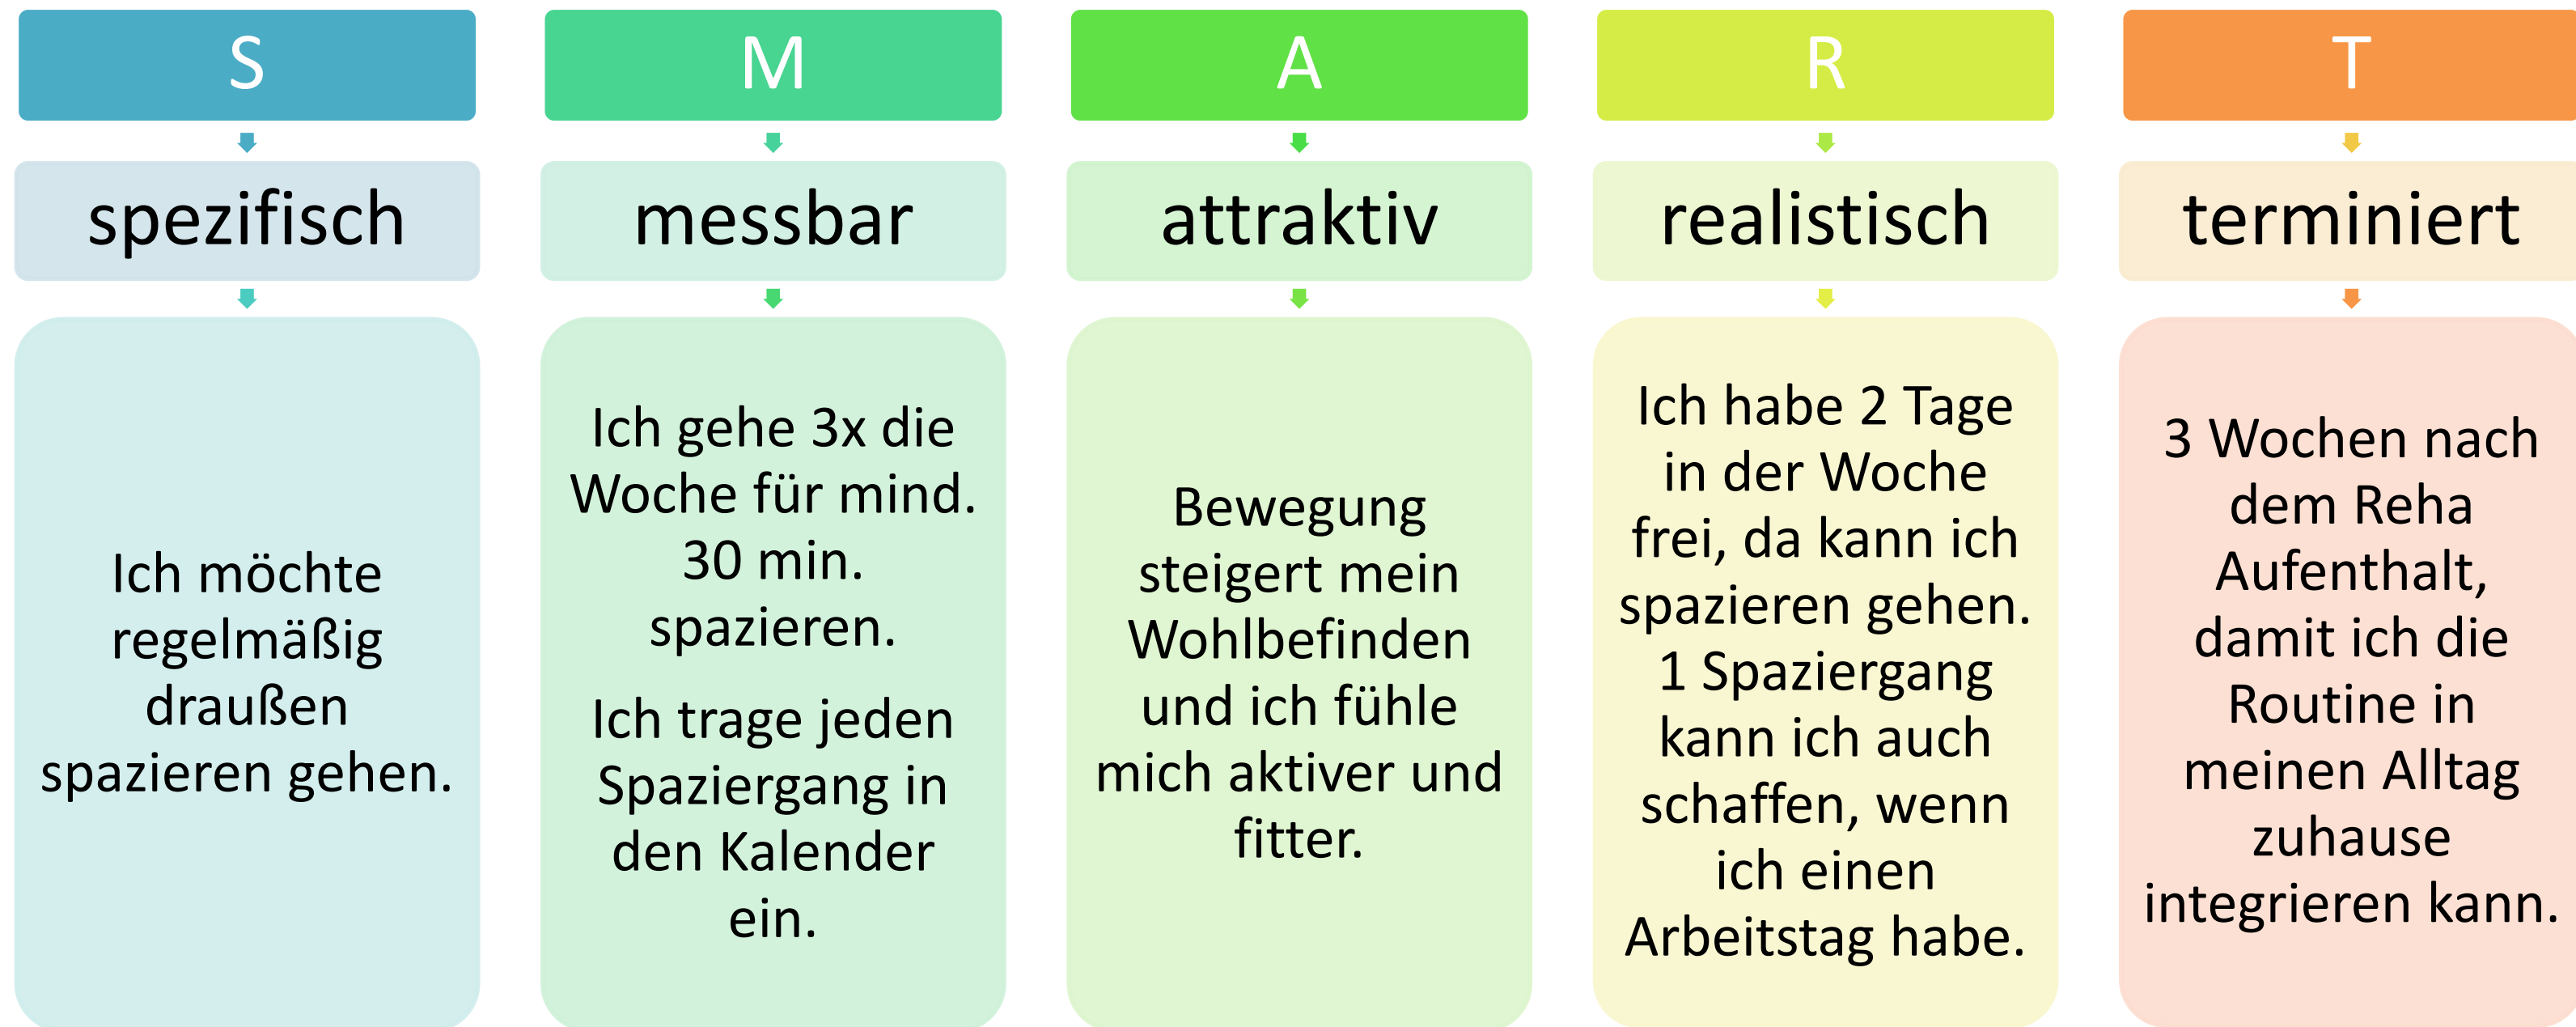 S
spezifisch
Ich möchte
regelmäßig
draußen
spazieren gehen.
M
messbar
Ich gehe 3x die
Woche für mind.
30 min.
spazieren.
Ich trage jeden
Spaziergang in
den Kalender
ein.
A
attraktiv
Bewegung
steigert mein
Wohlbefinden
und ich fühle
mich aktiver und
fitter.
R
realistisch
Ich habe 2 Tage
in der Woche
frei, da kann ich
spazieren gehen.
1 Spaziergang
kann ich auch
schaffen, wenn
ich einen
Arbeitstag habe.
T
terminiert
3 Wochen nach
dem Reha
Aufenthalt,
damit ich die
Routine in
meinen Alltag
zuhause
integrieren kann.